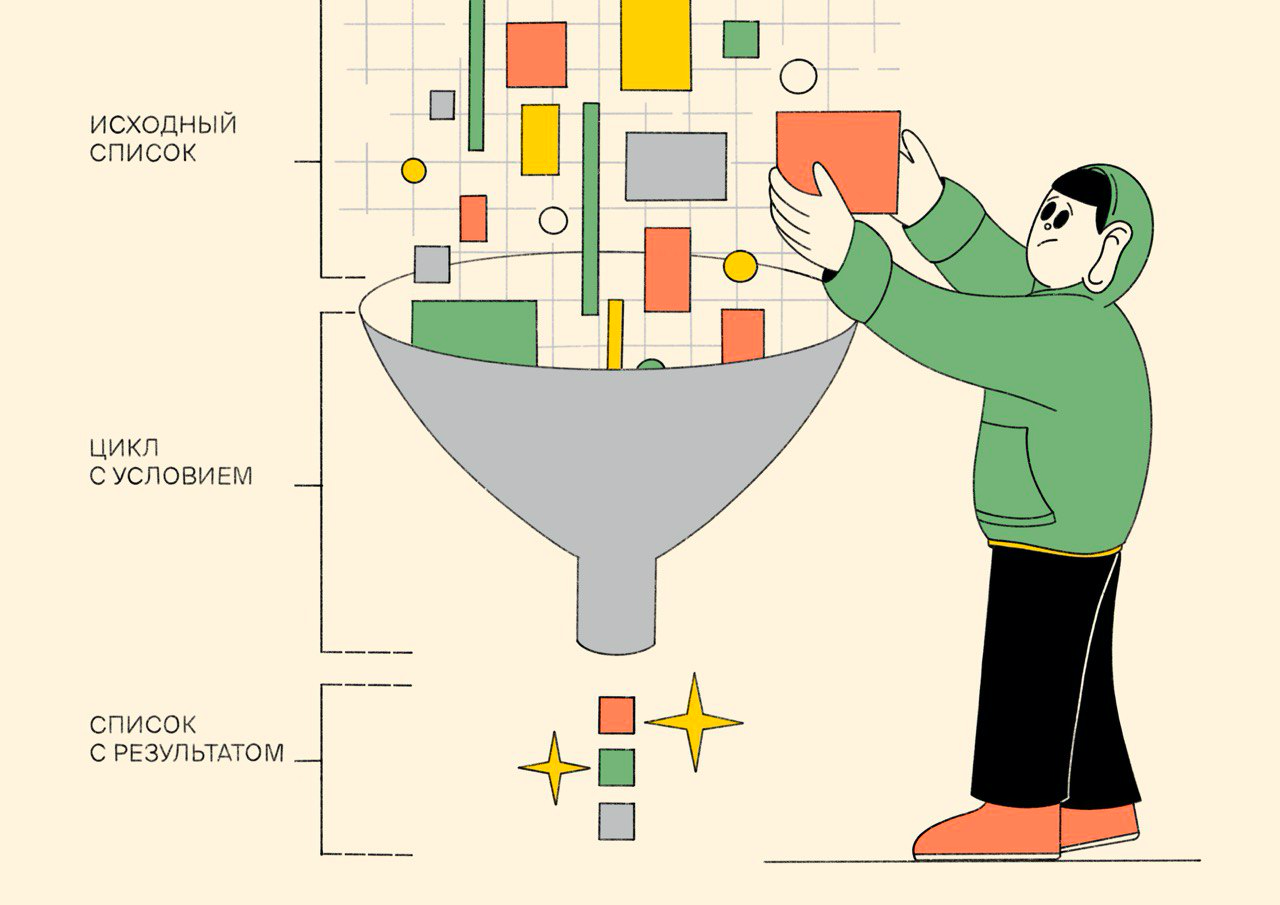 ИСХОДНЫЙ
СПИСОК
ЦИКЛ
С УСЛОВИЕМ
СПИСОК
С РЕЗУЛЬТАТОМ